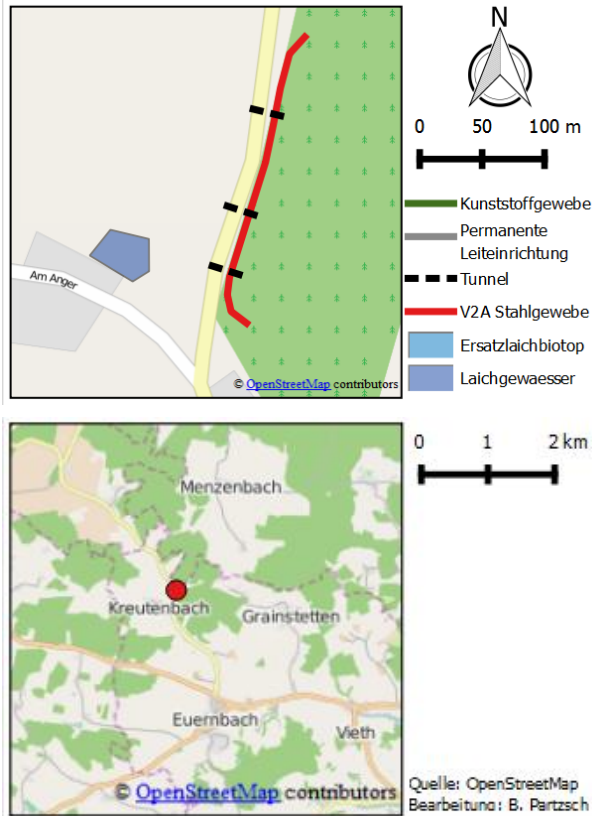 N
0 50 100 m
Kunststoffgewebe
Permanente
Leiteinrichtung
Tunnel
V2A Stahlgewebe
Ersatzlaichbiotop
Laichgewaesser
Am Anger
© OpenStreetMap contributors
0 1 2 km
Menzenbach
Kreutenbach
Grainstetten
Euernbach
Vieth
© OpenStreetMap contributors
Quelle: OpenStreetMap
Bearbeitung: B. Partzsch